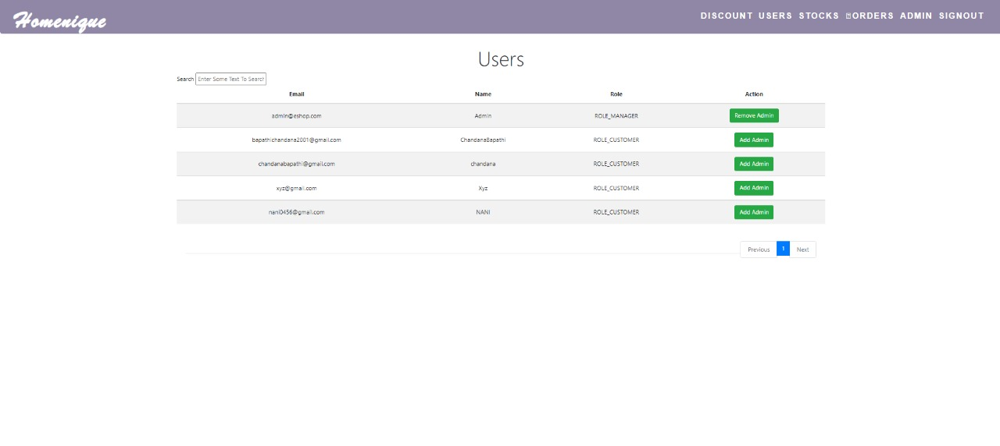 Homenique
DISCOUNT USERS STOCKS ORDERS ADMIN SIGNOUT
Users
Search Enter Some Text To Search
Email Name Role Action
admin@eshop.com Admin ROLE_MANAGER Remove Admin
bapathichandana2001@gmail.com ChandanaBapathi ROLE_CUSTOMER Add Admin
chandanabapathi@gmail.com chandana ROLE_CUSTOMER Add Admin
xyz@gmail.com Xyz ROLE_CUSTOMER Add Admin
nani0456@gmail.com NANI ROLE_CUSTOMER Add Admin
Previous 1 Next